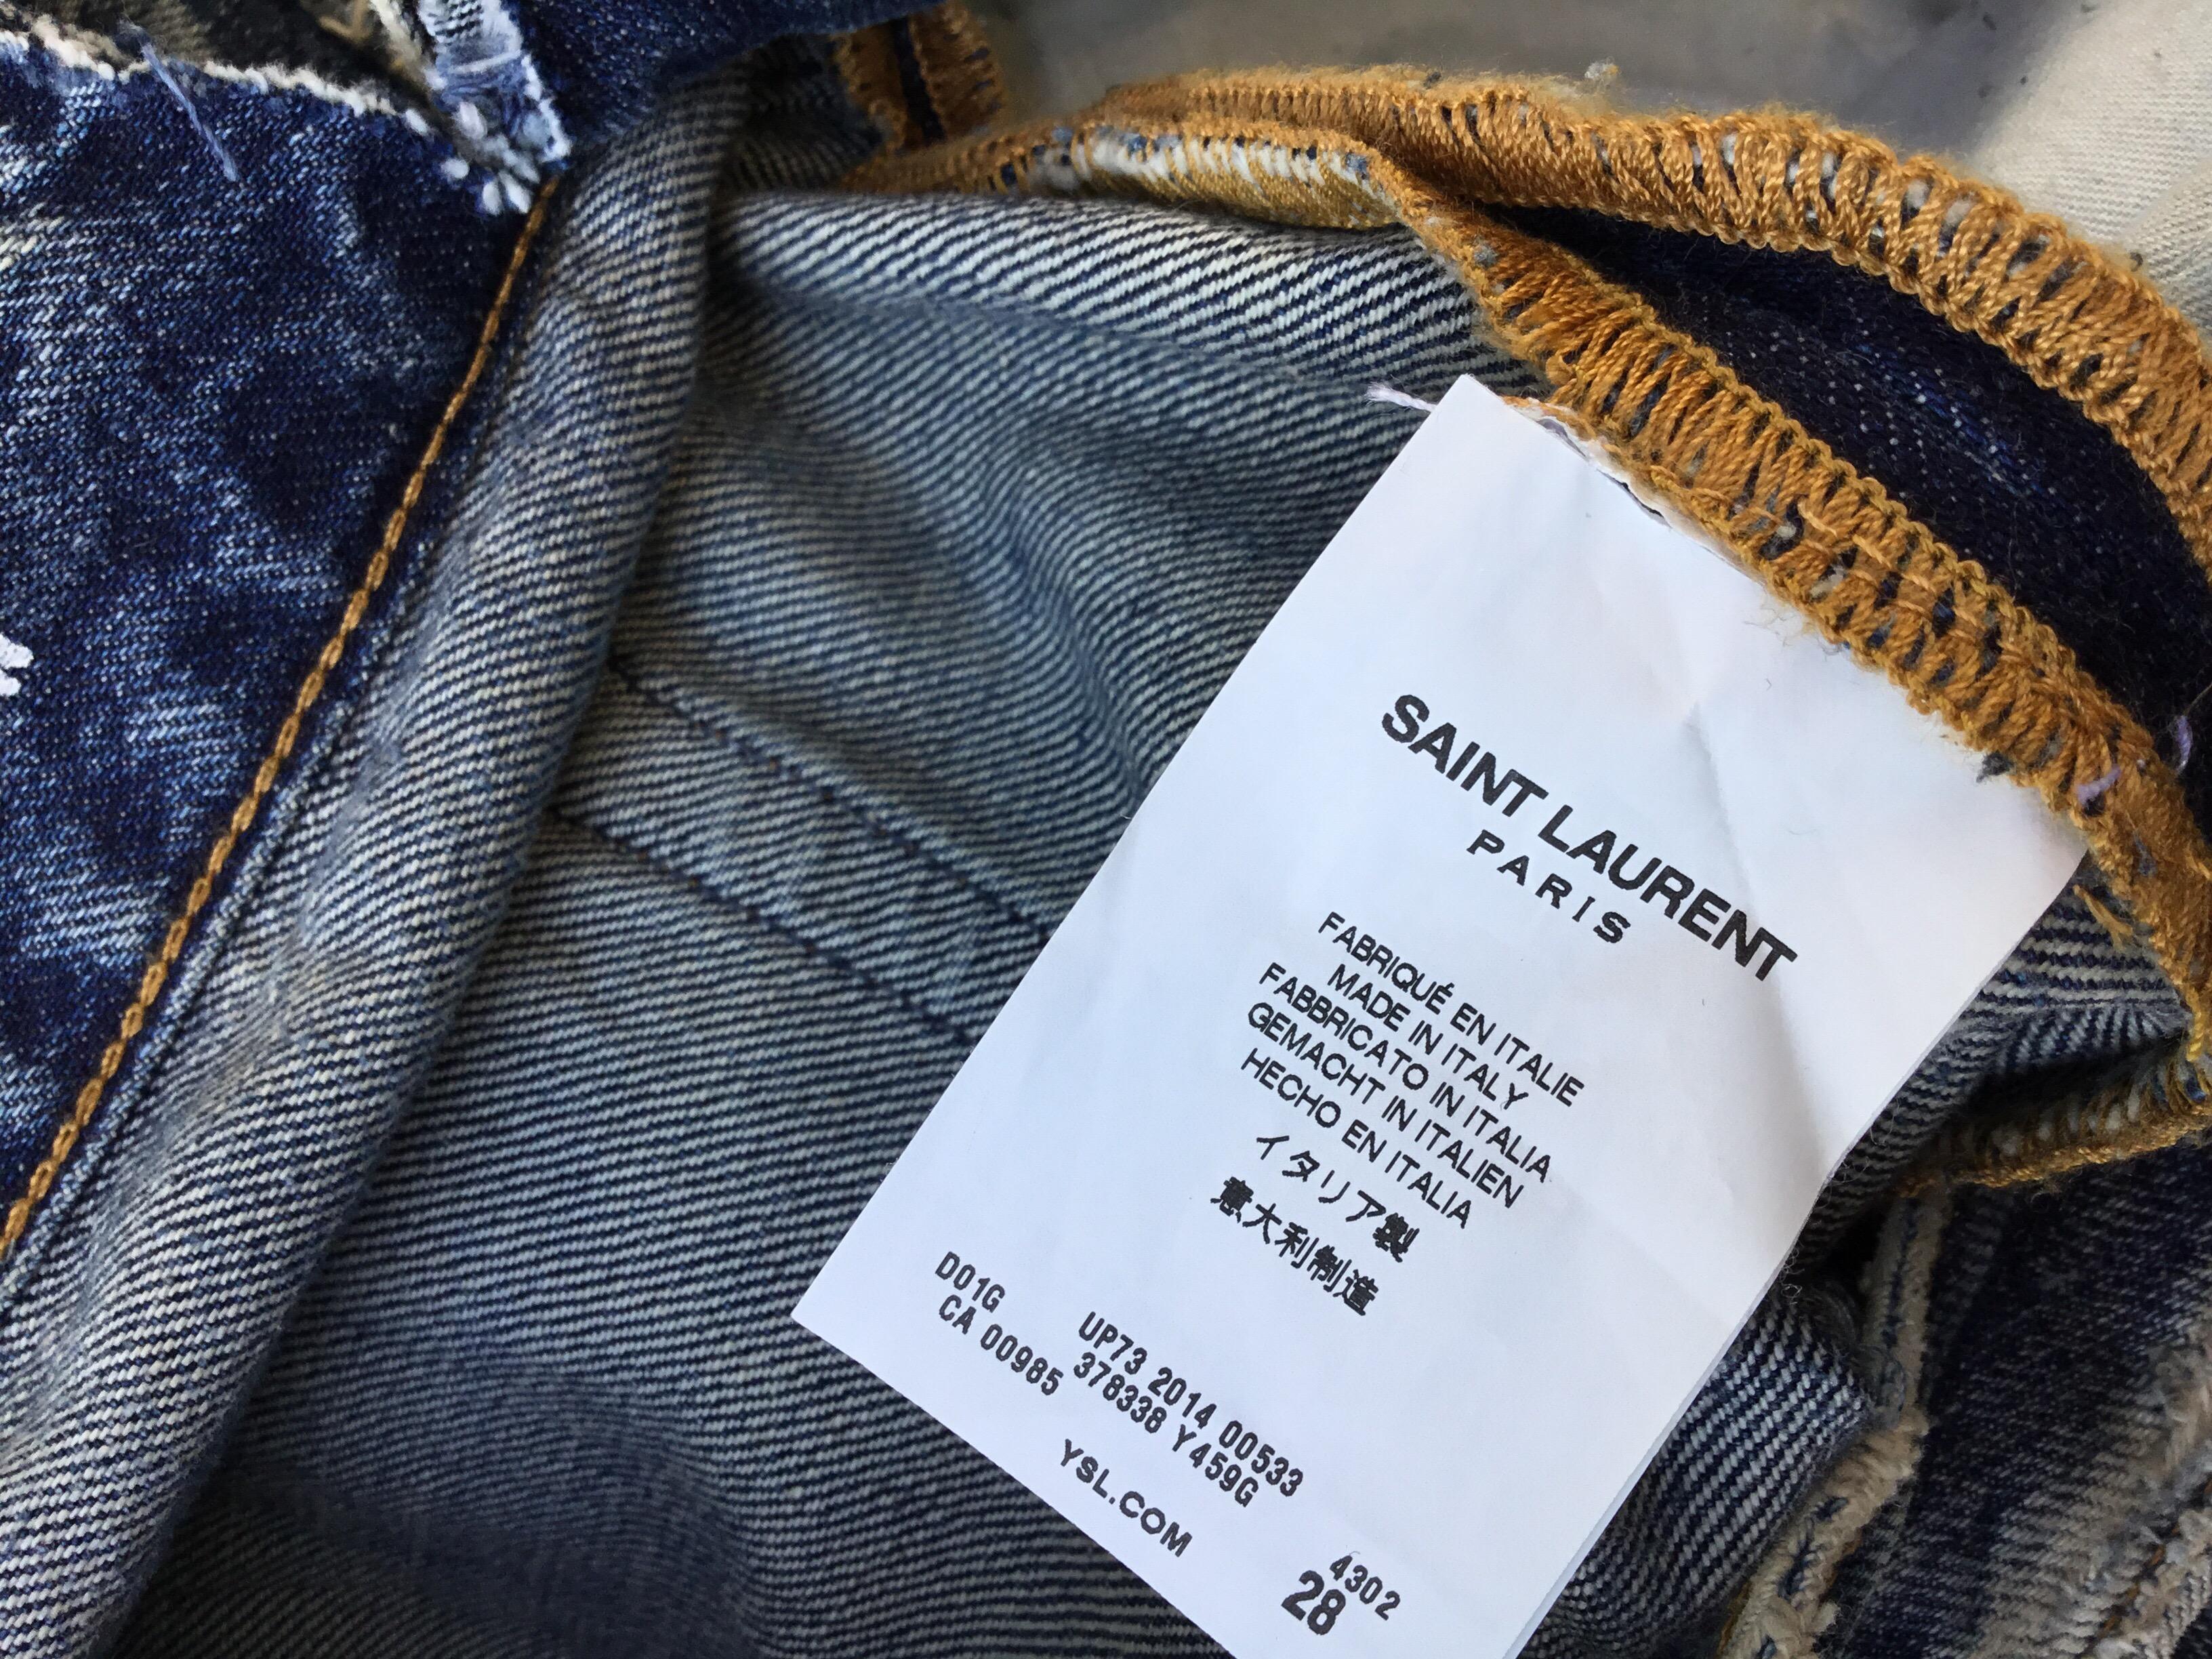 SAINT LAURENT
PARIS
FABRIQUÉ EN ITALIE
MADE IN ITALY
FABBRICATO IN ITALIA
GEMACHT IN ITALIEN
HECHO EN ITALIA
イタリア製
意大利制造
D01G UP73 2014 00533
CA 00985 378338 Y459G
4302
YSL.COM 28